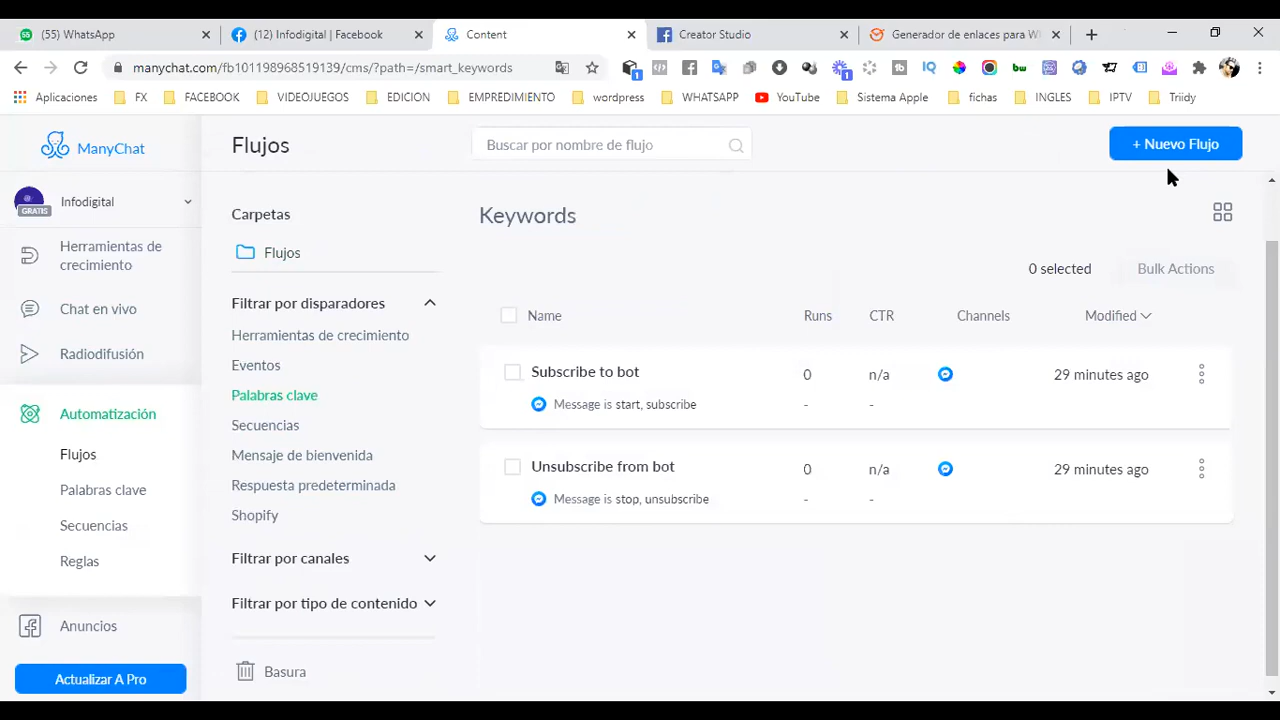 (55) WhatsApp
(12) Infodigital | Facebook
Content
Creator Studio
Generador de enlaces para W
manychat.com/fb101198968519139/cms/?path=/smart_keywords
Aplicaciones
FX
FACEBOOK
VIDEOJUEGOS
EDICION
EMPREDIMIENTO
wordpress
WHATSAPP
YouTube
Sistema Apple
fichas
INGLES
IPTV
Triidy
ManyChat
Flujos
Buscar por nombre de flujo
+ Nuevo Flujo
Infodigital
GRATIS
Herramientas de
crecimiento
Chat en vivo
Radiodifusión
Automatización
Flujos
Palabras clave
Secuencias
Reglas
Anuncios
Actualizar A Pro
Carpetas
Flujos
Filtrar por disparadores
Herramientas de crecimiento
Eventos
Palabras clave
Secuencias
Mensaje de bienvenida
Respuesta predeterminada
Shopify
Filtrar por canales
Filtrar por tipo de contenido
Basura
Keywords
0 selected
Bulk Actions
Name
Runs
CTR
Channels
Modified
Subscribe to bot
0
n/a
29 minutes ago
Message is start, subscribe
-
-
Unsubscribe from bot
0
n/a
29 minutes ago
Message is stop, unsubscribe
-
-